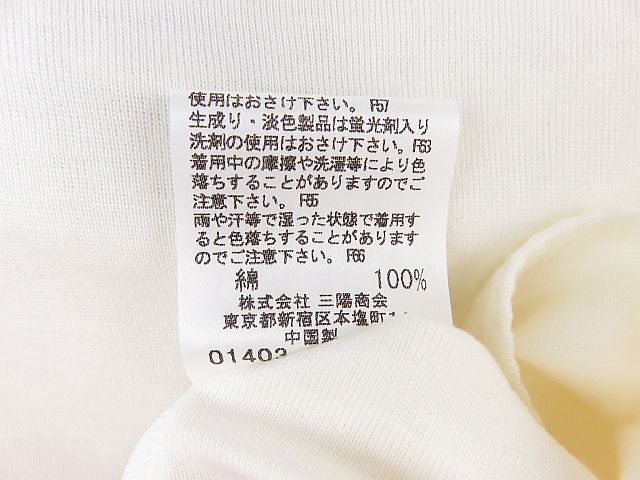 使用はおさけ下さい。 F57
生成り・淡色製品は蛍光剤入り
洗剤の使用はおさけ下さい。F63
着用中の摩擦や洗濯等により色
落ちすることがありますのでご
注意下さい。 F65
雨や汗等で湿った状態で着用す
ると色落ちすることがあります
のでご注意下さい。 F66
綿 100%
株式会社 三陽商会
東京都新宿区本塩町
中国製
01403